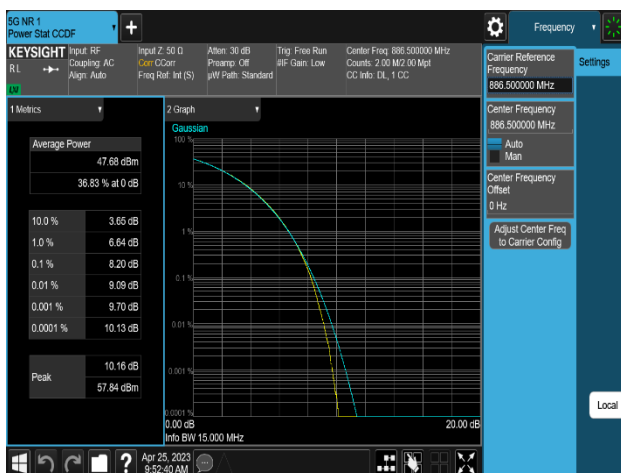 5G NR 1
Power Stat CCDF
+
Frequency
KEYSIGHT
Input: RF
Input Z: 50 Ω
Atten: 30 dB
Trig: Free Run
Center Freq: 886.500000 MHz
R L
Coupling: AC
Corr CCorr
Preamp: Off
#IF Gain: Low
Counts: 2.00 M/2.00 Mpt
Align: Auto
Freq Ref: Int (S)
µW Path: Standard
CC Info: DL, 1 CC
Carrier Reference
Frequency
886.500000 MHz
Settings
1 Metrics
2 Graph
Center Frequency
886.500000 MHz
Auto
Man
Center Frequency
Offset
0 Hz
Adjust Center Freq
to Carrier Config
Average Power
47.68 dBm
36.83 % at 0 dB
10.0 % 3.65 dB
1.0 % 6.64 dB
0.1 % 8.20 dB
0.01 % 9.09 dB
0.001 % 9.70 dB
0.0001 % 10.13 dB
Peak
10.16 dB
57.84 dBm
Gaussian
100 %
10 %
1 %
0.1 %
0.01 %
0.001 %
0.0001 %
0.00 dB
20.00 dB
Info BW 15.000 MHz
Local
?
Apr 25, 2023
9:52:40 AM